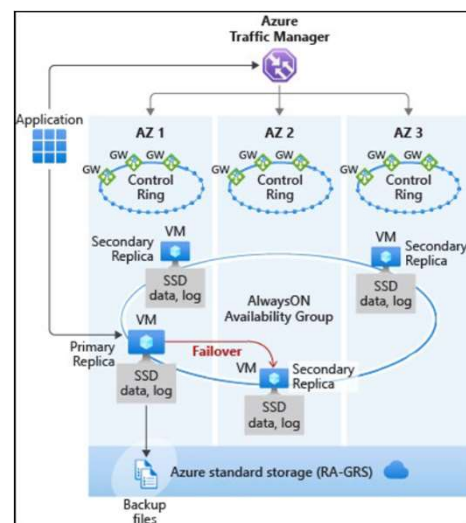 Azure
Traffic Manager
Application
AZ 1
AZ 2
AZ 3
GW
GW
GW
GW
GW
GW
GW
GW
GW
Control
Ring
Control
Ring
Control
Ring
VM
Secondary
Replica
SSD
data, log
VM
Secondary
Replica
SSD
data, log
AlwaysON
Availability Group
VM
Primary
Replica
SSD
data, log
Failover
VM
Secondary
Replica
SSD
data, log
Azure standard storage (RA-GRS)
Backup
files